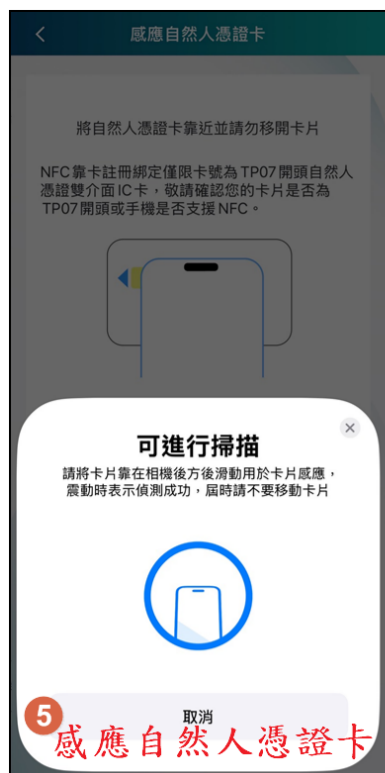 感應自然人憑證卡
將自然人憑證卡靠近並請勿移開卡片
NFC靠卡註冊綁定僅限卡號為TP07開頭自然人
憑證雙介面IC卡，敬請確認您的卡片是否為
TP07開頭或手機是否支援NFC。
可進行掃描
請將卡片靠在相機後方後滑動用於卡片感應，
震動時表示偵測成功，屆時請不要移動卡片
取消
5
感應自然人憑證卡